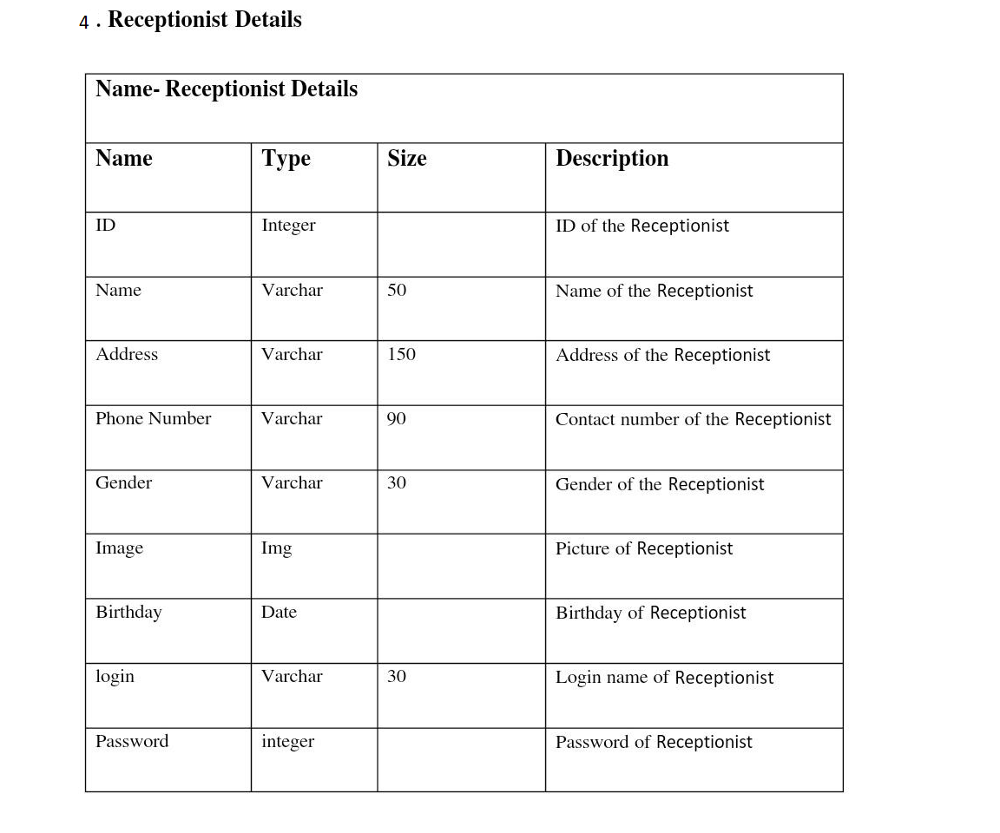 4 . Receptionist Details
Name- Receptionist Details
Name Type Size Description
ID Integer ID of the Receptionist
Name Varchar 50 Name of the Receptionist
Address Varchar 150 Address of the Receptionist
Phone Number Varchar 90 Contact number of the Receptionist
Gender Varchar 30 Gender of the Receptionist
Image Img Picture of Receptionist
Birthday Date Birthday of Receptionist
login Varchar 30 Login name of Receptionist
Password integer Password of Receptionist